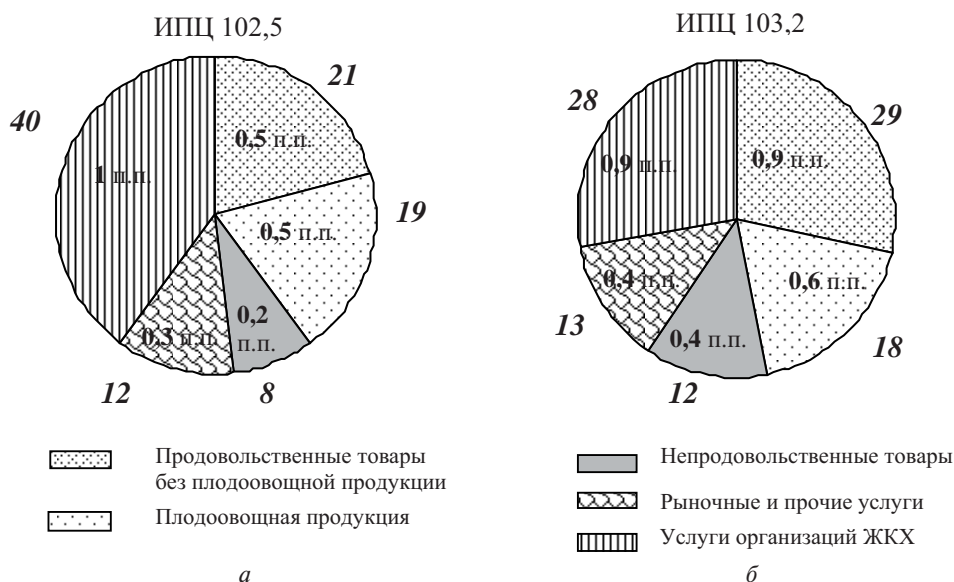 ИПЦ 102,5
21
40
0,5 п.п.
1 п.п.
19
0,5 п.п.
0,2
п.п.
0,3 п.п.
12
8
ИПЦ 103,2
28
29
0,9 п.п.
0,9 п.п.
0,4 п.п.
0,6 п.п.
13
0,4 п.п.
18
12
Продовольственные товары
без плодоовощной продукции
Плодоовощная продукция
Непродовольственные товары
Рыночные и прочие услуги
Услуги организаций ЖКХ
а
б